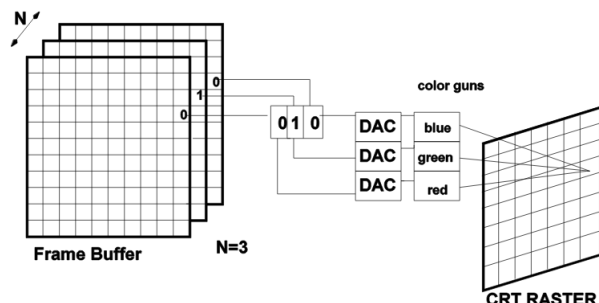 N
0
1
0
color guns
0 1 0
DAC
blue
DAC
green
DAC
red
Frame Buffer
N=3
CRT RASTER